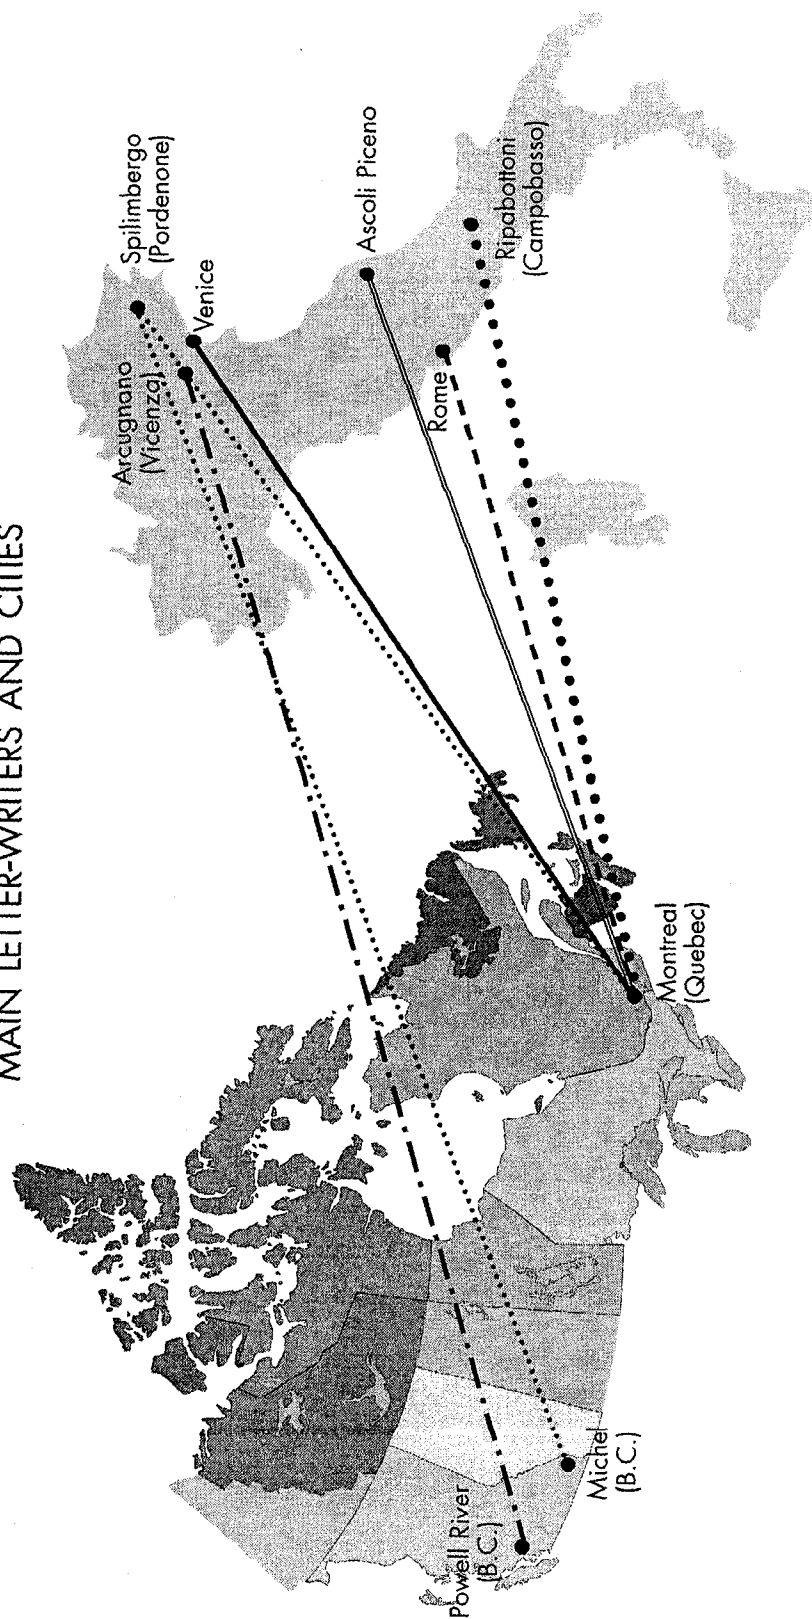 MAIN LETTER-WRITERS AND CITIES
Spilimbergo
(Pordenone)
Arcugnano
(Vicenza)
Venice
Ascoli Piceno
Rome
Ripabottoni
(Campobasso)
Powell River
(B.C.)
Michel
(B.C.)
Montreal
(Quebec)